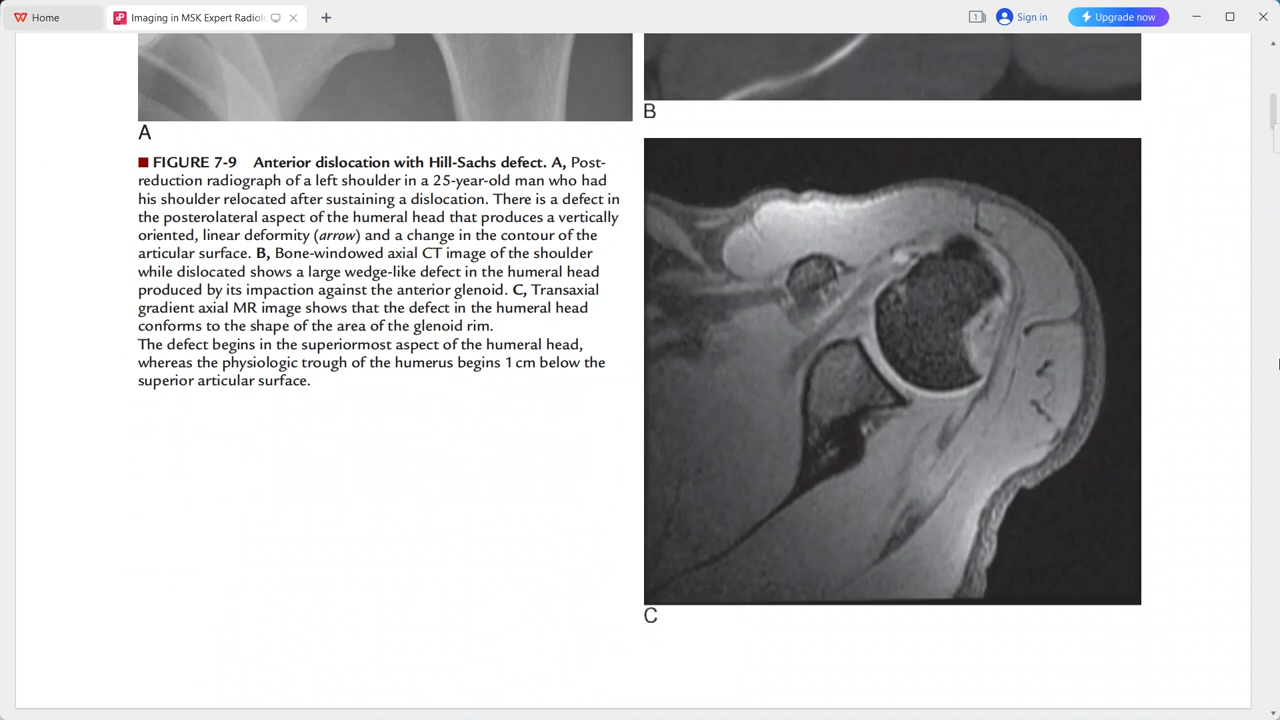 Home
Imaging in MSK Expert Radiol
1
Sign in
Upgrade now
A
■ FIGURE 7-9 Anterior dislocation with Hill-Sachs defect. A, Post-
reduction radiograph of a left shoulder in a 25-year-old man who had
his shoulder relocated after sustaining a dislocation. There is a defect in
the posterolateral aspect of the humeral head that produces a vertically
oriented, linear deformity (arrow) and a change in the contour of the
articular surface. B, Bone-windowed axial CT image of the shoulder
while dislocated shows a large wedge-like defect in the humeral head
produced by its impaction against the anterior glenoid. C, Transaxial
gradient axial MR image shows that the defect in the humeral head
conforms to the shape of the area of the glenoid rim.
The defect begins in the superiormost aspect of the humeral head,
whereas the physiologic trough of the humerus begins 1 cm below the
superior articular surface.
B
C